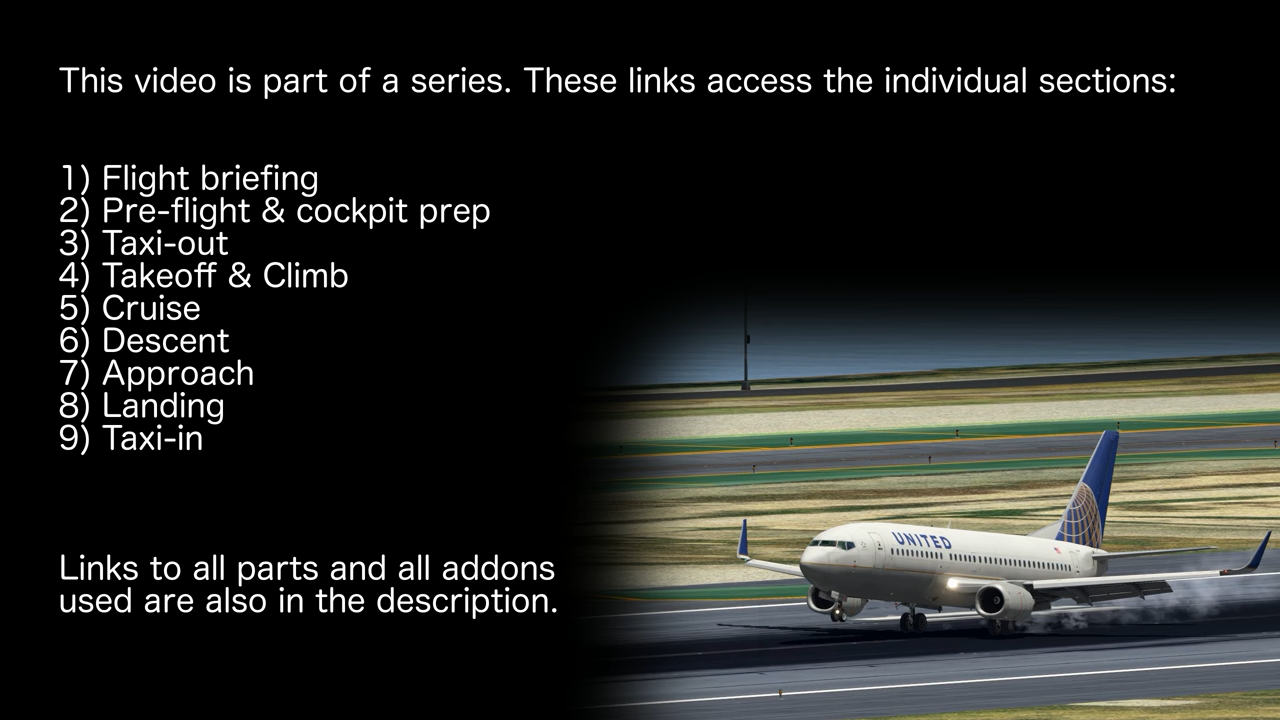 This video is part of a series. These links access the individual sections:
1) Flight briefing
2) Pre-flight & cockpit prep
3) Taxi-out
4) Takeoff & Climb
5) Cruise
6) Descent
7) Approach
8) Landing
9) Taxi-in
Links to all parts and all addons
used are also in the description.
UNITED